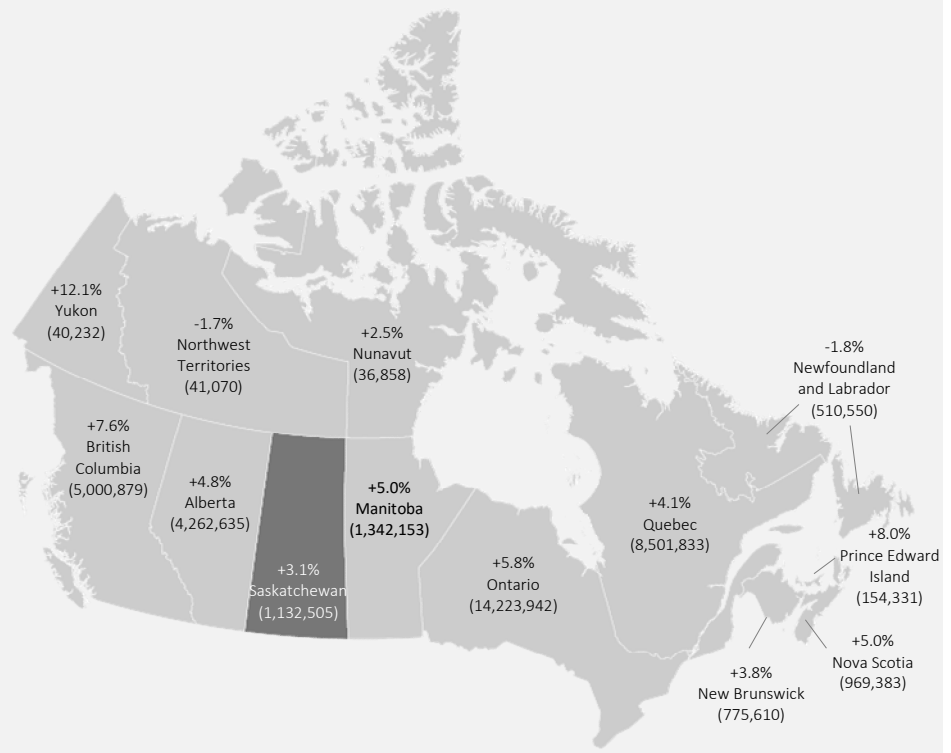 +12.1%
Yukon
(40,232)
-1.7%
Northwest
Territories
(41,070)
+2.5%
Nunavut
(36,858)
-1.8%
Newfoundland
and Labrador
(510,550)
+7.6%
British
Columbia
(5,000,879)
+4.8%
Alberta
(4,262,635)
+3.1%
Saskatchewan
(1,132,505)
+5.0%
Manitoba
(1,342,153)
+5.8%
Ontario
(14,223,942)
+4.1%
Quebec
(8,501,833)
+8.0%
Prince Edward
Island
(154,331)
+5.0%
Nova Scotia
(969,383)
+3.8%
New Brunswick
(775,610)